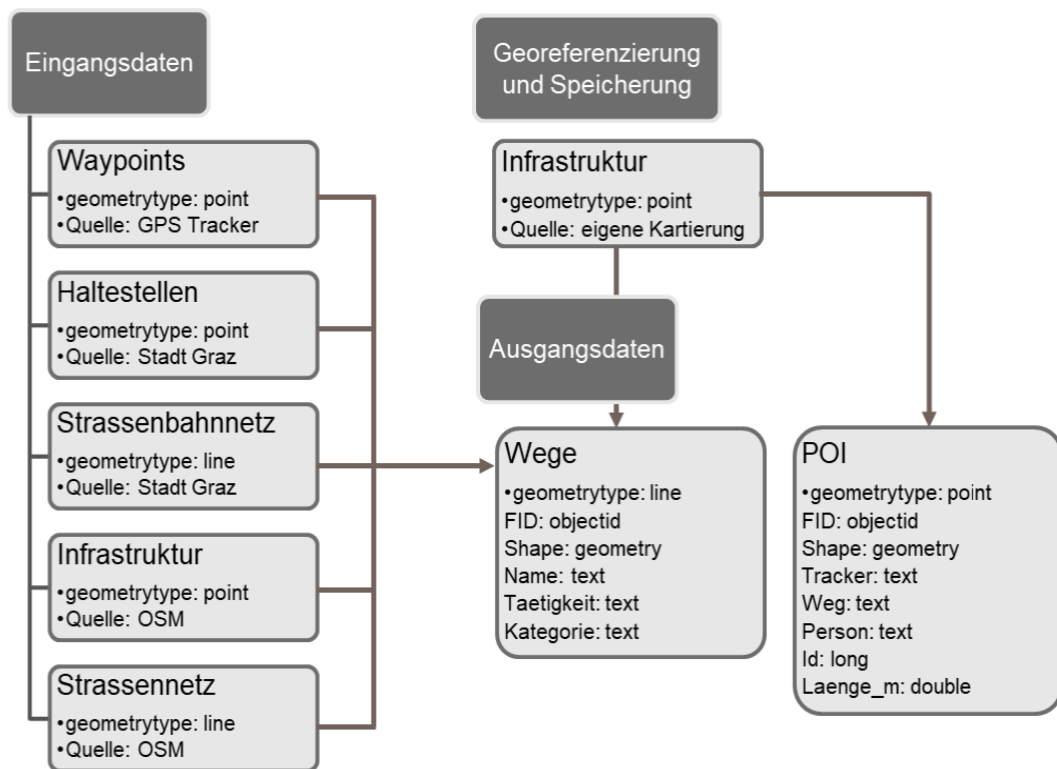 Eingangsdaten
Waypoints
•geometrytype: point
•Quelle: GPS Tracker
Haltestellen
•geometrytype: point
•Quelle: Stadt Graz
Strassenbahnnetz
•geometrytype: line
•Quelle: Stadt Graz
Infrastruktur
•geometrytype: point
•Quelle: OSM
Strassennetz
•geometrytype: line
•Quelle: OSM
Georeferenzierung
und Speicherung
Infrastruktur
•geometrytype: point
•Quelle: eigene Kartierung
Ausgangsdaten
Wege
•geometrytype: line
FID: objectid
Shape: geometry
Name: text
Taetigkeit: text
Kategorie: text
POI
•geometrytype: point
FID: objectid
Shape: geometry
Tracker: text
Weg: text
Person: text
Id: long
Laenge_m: double